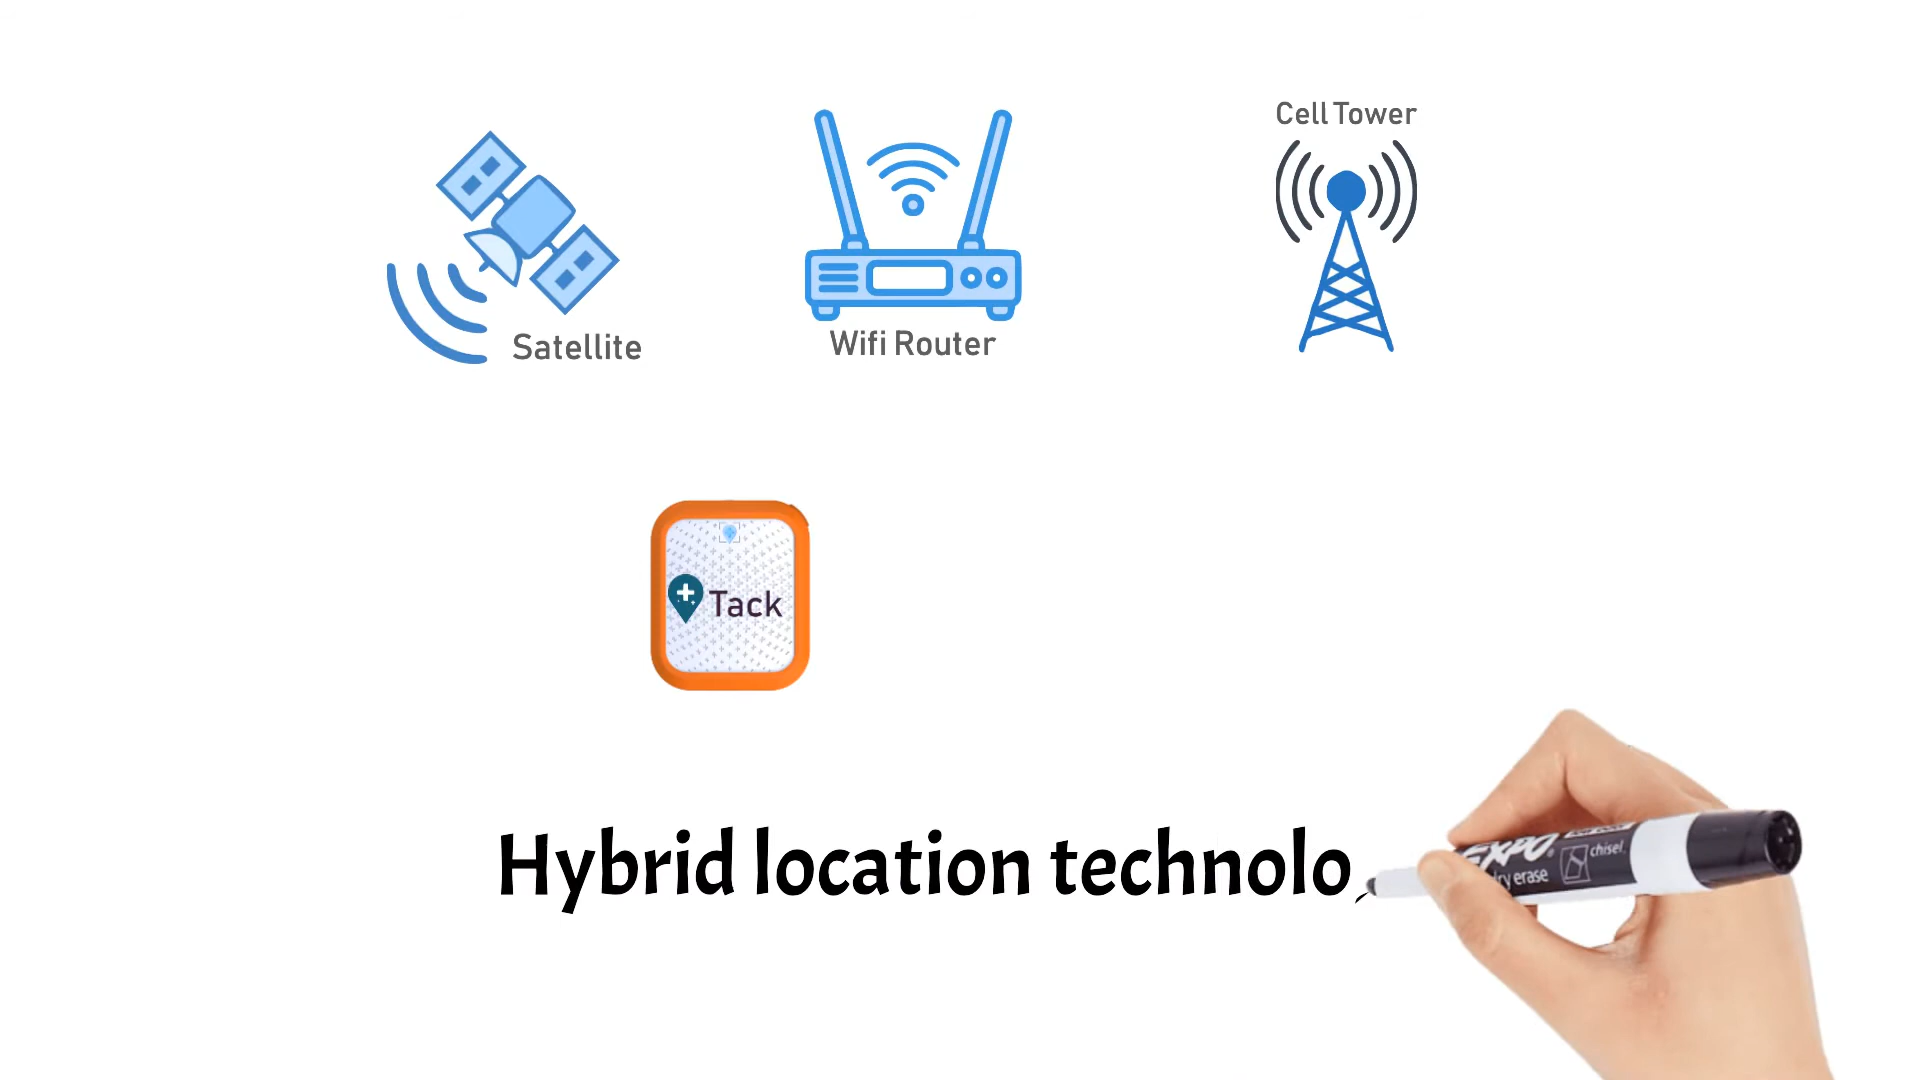 Cell Tower
Satellite
Wifi Router
Tack
Hybrid location technolo
EXPO®
chisel
dry erase